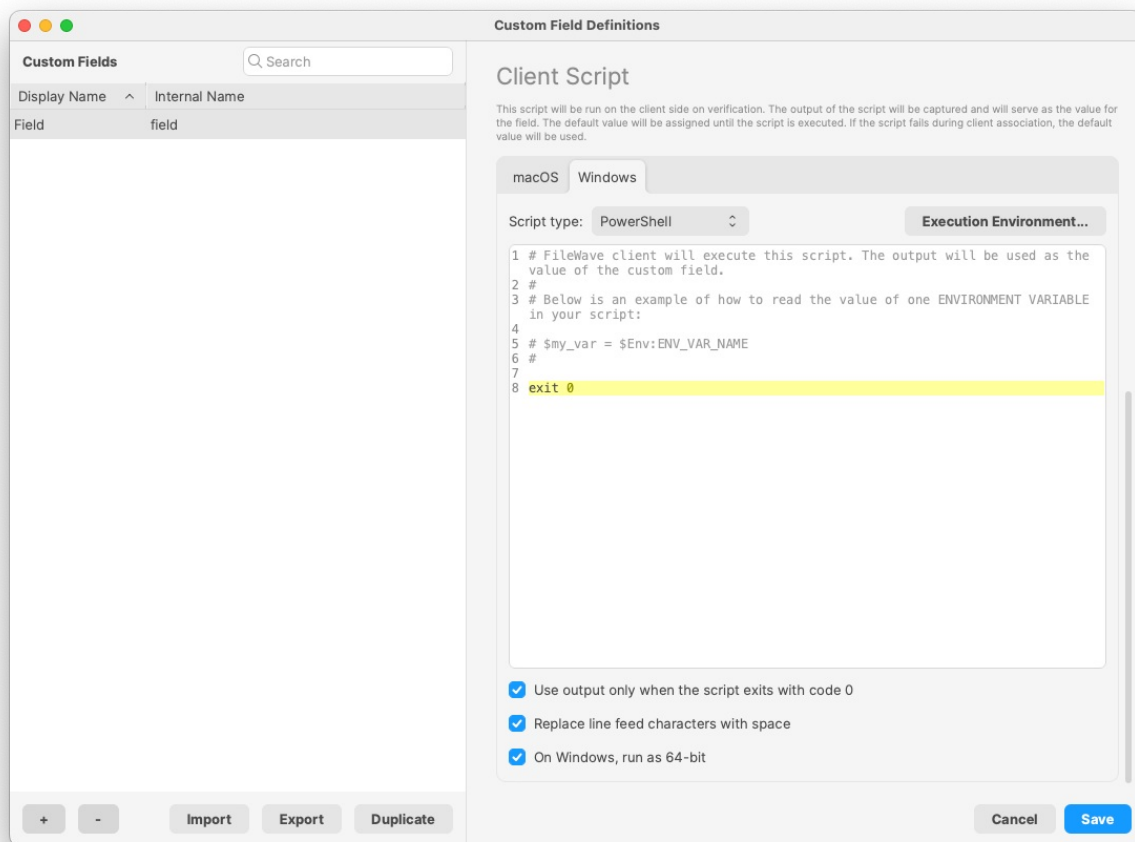 Custom Field Definitions
Custom Fields
Search
Display Name
Internal Name
Field
field
Client Script
This script will be run on the client side on verification. The output of the script will be captured and will serve as the value for
the field. The default value will be assigned until the script is executed. If the script fails during client association, the default
value will be used.
macOS
Windows
Script type:
PowerShell
Execution Environment...
1 # FileWave client will execute this script. The output will be used as the
value of the custom field.
2 #
3 # Below is an example of how to read the value of one ENVIRONMENT VARIABLE
in your script:
4
5 # $my_var = $Env:ENV_VAR_NAME
6 #
7
8 exit 0
Use output only when the script exits with code 0
Replace line feed characters with space
On Windows, run as 64-bit
+
-
Import
Export
Duplicate
Cancel
Save